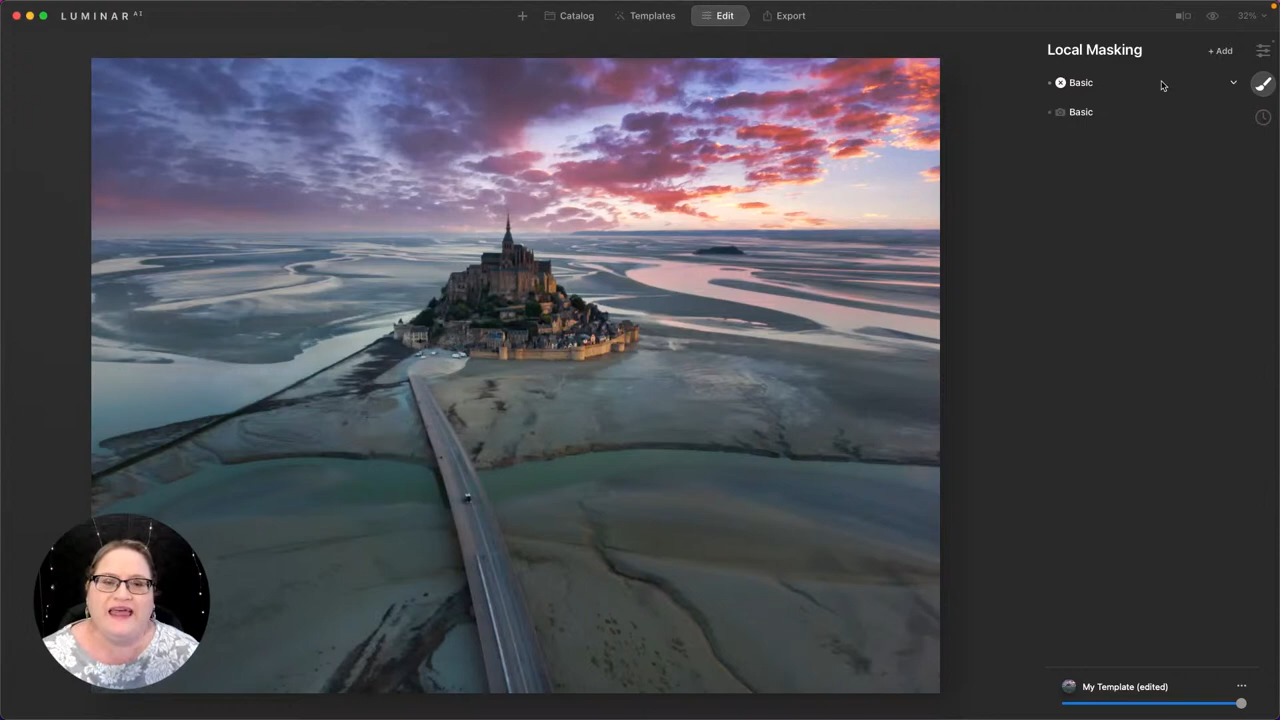 LUMINAR AI
Catalog
Templates
Edit
Export
32%
Local Masking
+ Add
Basic
Basic
My Template (edited)